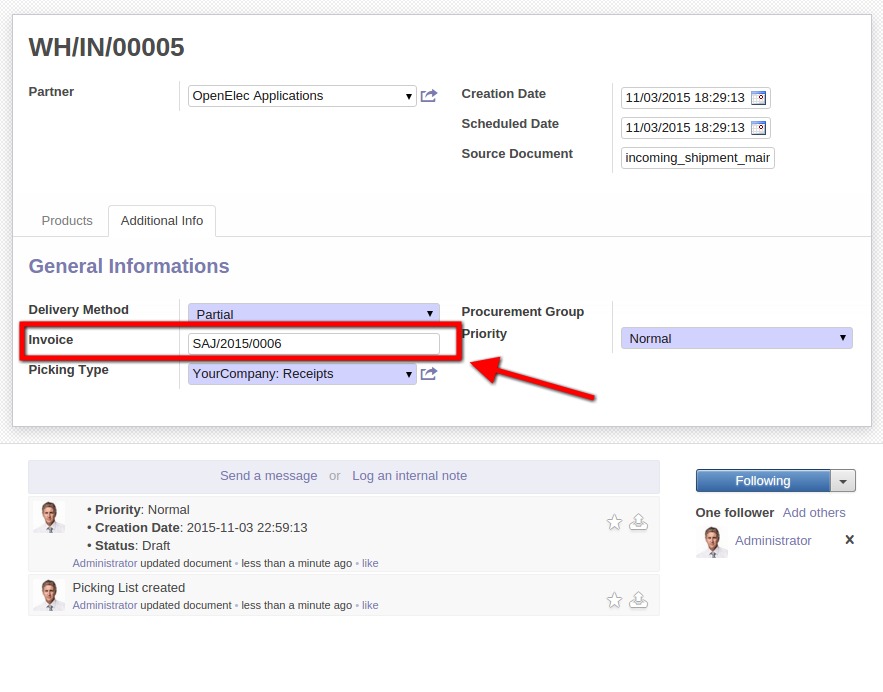 WH/IN/00005
Partner
OpenElec Applications
Creation Date
11/03/2015 18:29:13
Scheduled Date
11/03/2015 18:29:13
Source Document
incoming_shipment_mair
Products
Additional Info
General Informations
Delivery Method
Partial
Invoice
SAJ/2015/0006
Picking Type
YourCompany: Receipts
Procurement Group
Priority
Normal
Send a message or Log an internal note
• Priority: Normal
• Creation Date: 2015-11-03 22:59:13
• Status: Draft
Administrator updated document • less than a minute ago • like
Picking List created
Administrator updated document • less than a minute ago • like
Following
One follower Add others
Administrator x